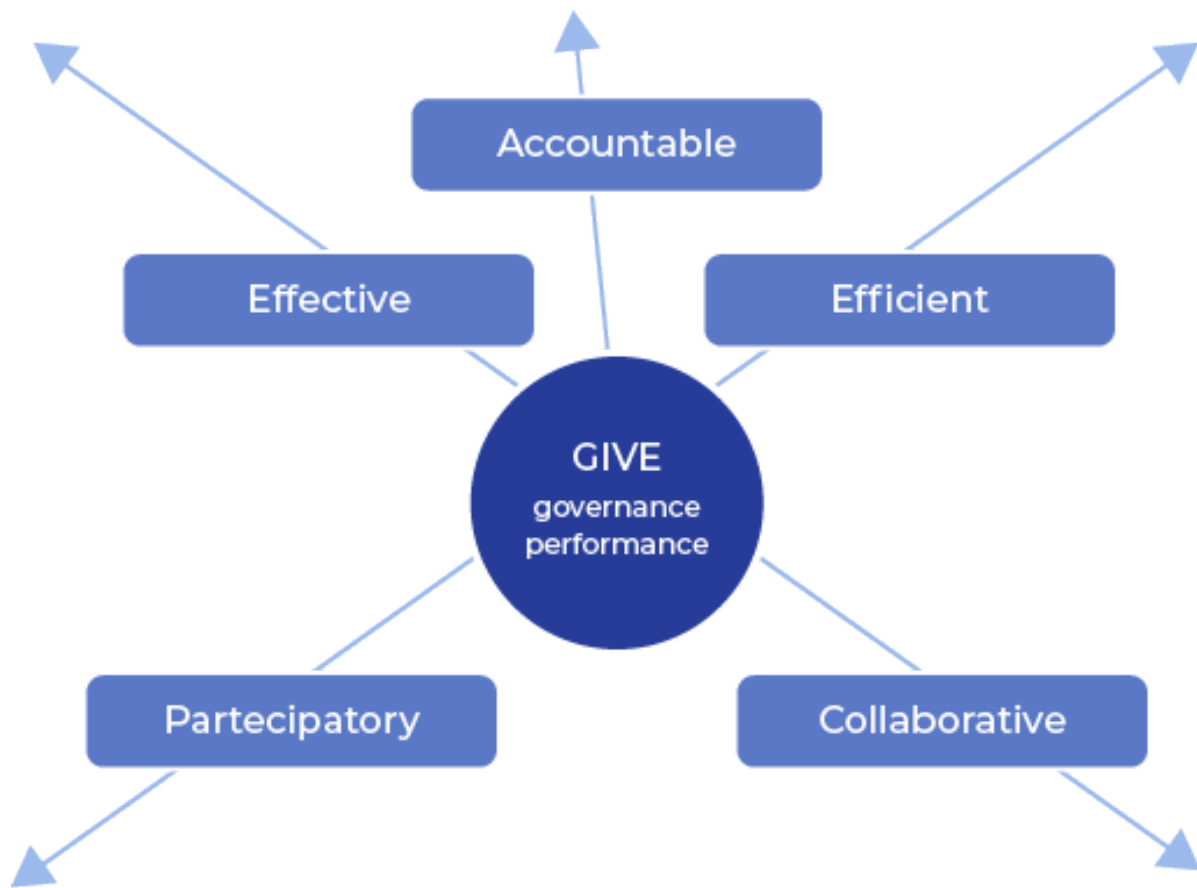 Accountable
Effective
Efficient
GIVE
governance
performance
Partecipatory
Collaborative